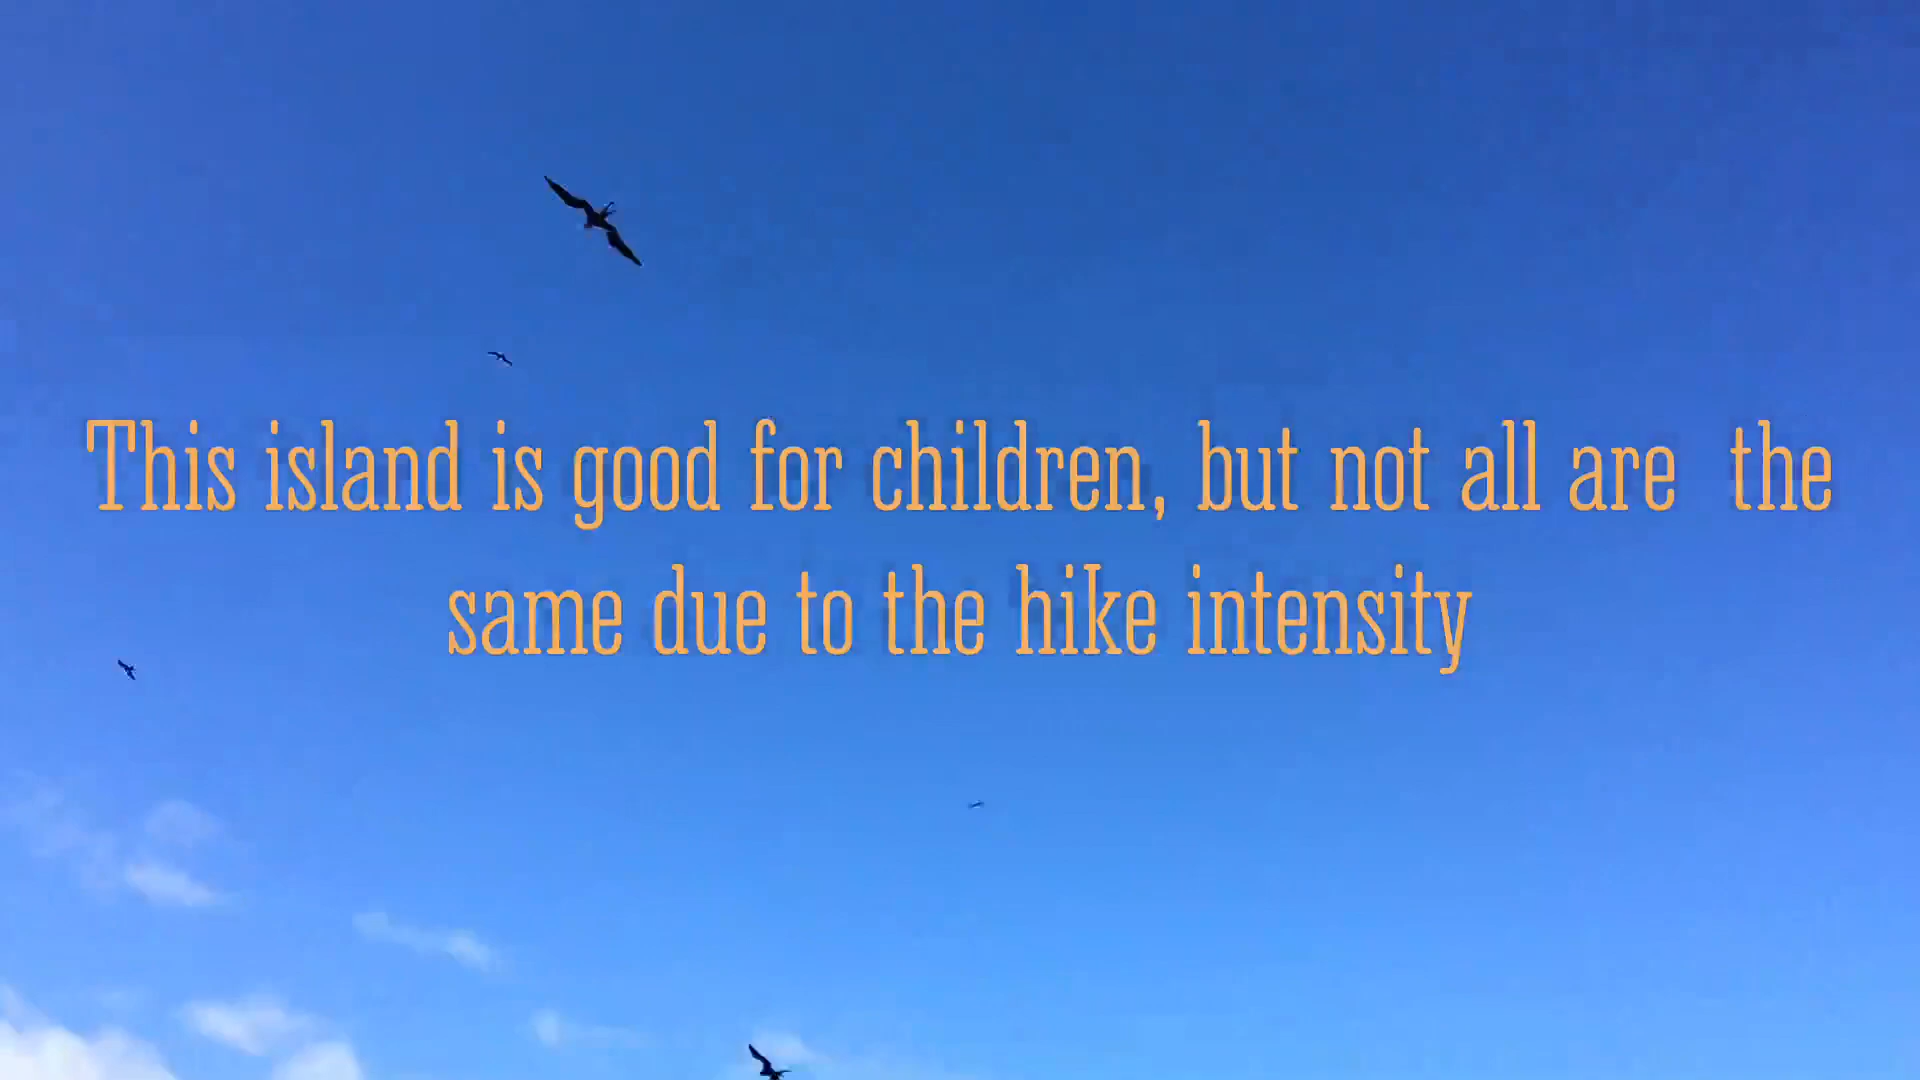 This island is good for children, but not all are  the
same due to the hike intensity